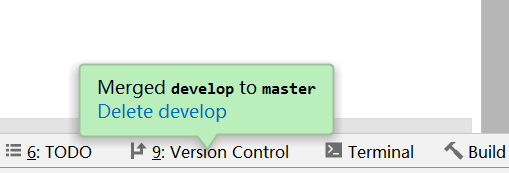 Merged develop to master
Delete develop
6: TODO 9: Version Control Terminal Build